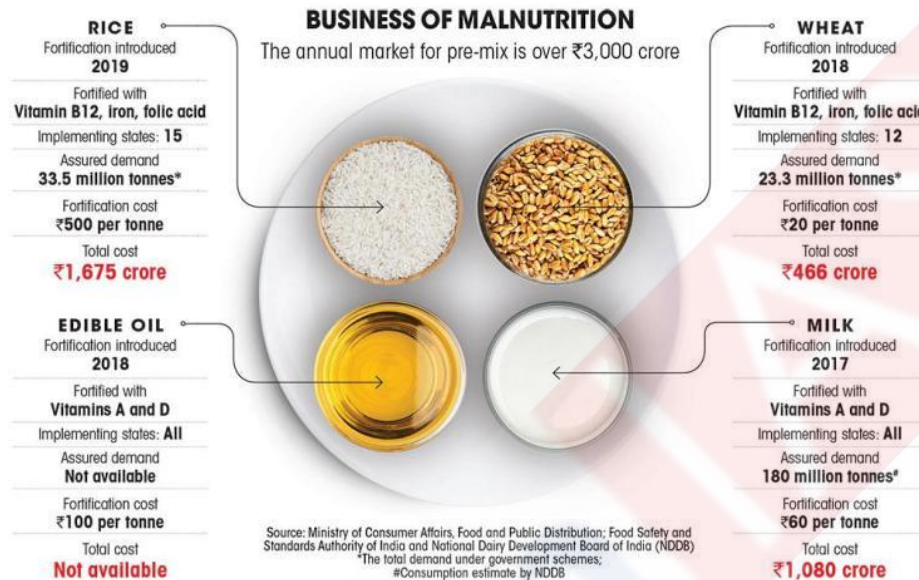 BUSINESS OF MALNUTRITION
The annual market for pre-mix is over ₹3,000 crore
RICE
Fortification introduced
2019
Fortified with
Vitamin B12, iron, folic acid
Implementing states: 15
Assured demand
33.5 million tonnes*
Fortification cost
₹500 per tonne
Total cost
₹1,675 crore
WHEAT
Fortification introduced
2018
Fortified with
Vitamin B12, iron, folic acid
Implementing states: 12
Assured demand
23.3 million tonnes*
Fortification cost
₹20 per tonne
Total cost
₹466 crore
EDIBLE OIL
Fortification introduced
2018
Fortified with
Vitamins A and D
Implementing states: All
Assured demand
Not available
Fortification cost
₹100 per tonne
Total cost
Not available
MILK
Fortification introduced
2017
Fortified with
Vitamins A and D
Implementing states: All
Assured demand
180 million tonnes#
Fortification cost
₹60 per tonne
Total cost
₹1,080 crore
Source: Ministry of Consumer Affairs, Food and Public Distribution; Food Safety and
Standards Authority of India and National Dairy Development Board of India (NDDB)
*The total demand under government schemes;
#Consumption estimate by NDDB